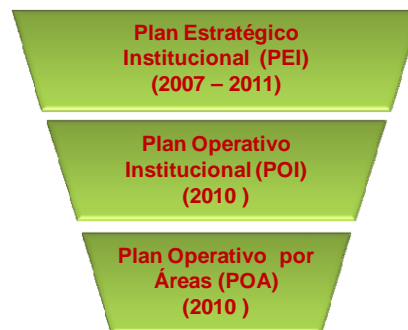 Plan Estratégico
Institucional (PEI)
(2007 – 2011)
Plan Operativo
Institucional (POI)
(2010 )
Plan Operativo por
Áreas (POA)
(2010 )